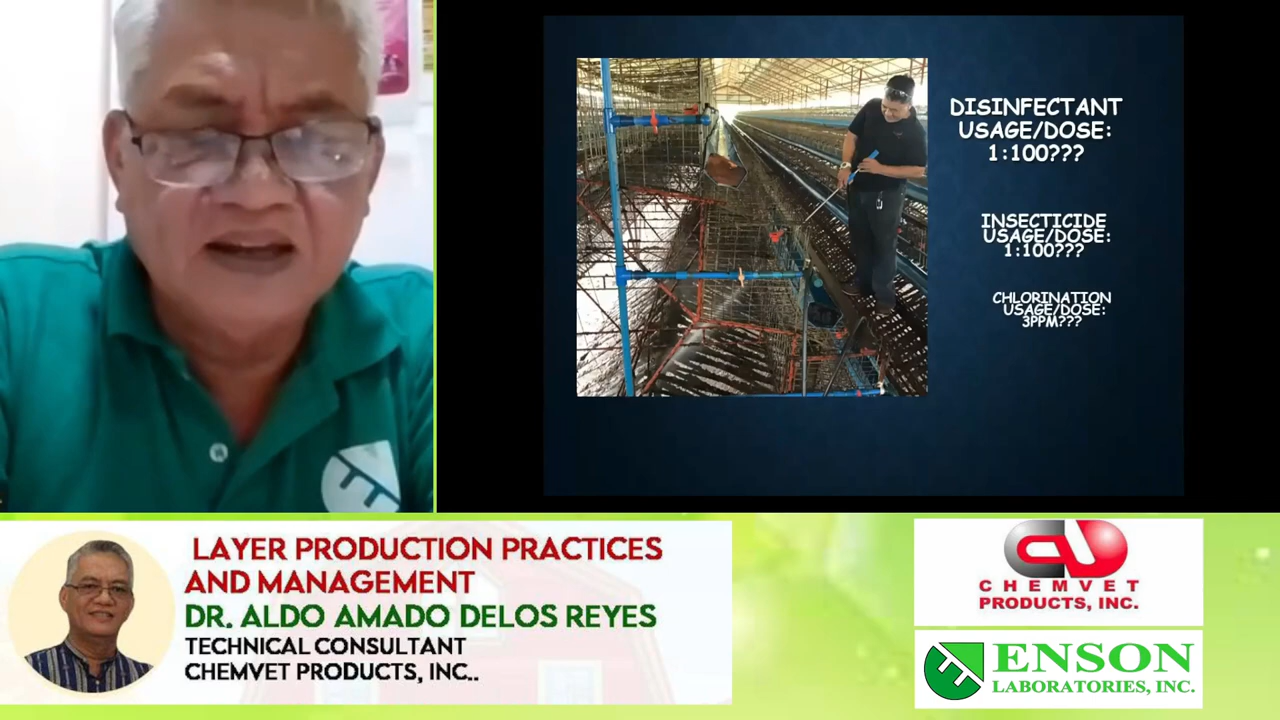 DISINFECTANT
USAGE/DOSE:
1:100???
INSECTICIDE
USAGE/DOSE:
1:100???
CHLORINATION
USAGE/DOSE:
3PPM???
LAYER PRODUCTION PRACTICES
AND MANAGEMENT
DR. ALDO AMADO DELOS REYES
TECHNICAL CONSULTANT
CHEMVET PRODUCTS, INC..
CHEMVET
PRODUCTS, INC.
ENSON
LABORATORIES, INC.